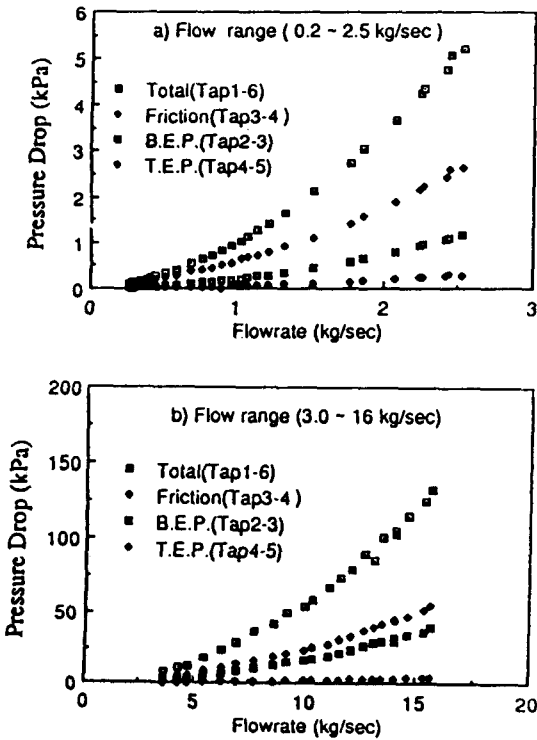 a) Flow range ( 0.2 ~ 2.5 kg/sec )
Total(Tap1-6)
Friction(Tap3-4)
B.E.P.(Tap2-3)
T.E.P.(Tap4-5)
Pressure Drop (kPa)
6
5
4
3
2
1
0
0
1
2
3
Flowrate (kg/sec)
b) Flow range (3.0 ~ 16 kg/sec)
Total(Tap1-6)
Friction(Tap3-4)
B.E.P.(Tap2-3)
T.E.P.(Tap4-5)
Pressure Drop (kPa)
200
150
100
50
0
0
5
10
15
20
Flowrate (kg/sec)